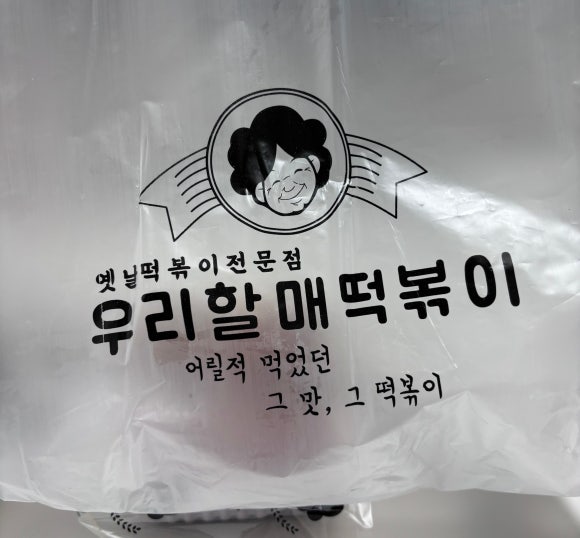 옛날떡볶이전문점
우리할매떡볶이
어릴적 먹었던
그 맛, 그 떡볶이